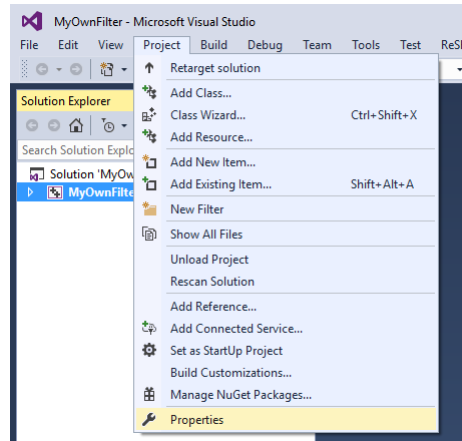 MyOwnFilter - Microsoft Visual Studio
File Edit View Project Build Debug Team Tools Test
Retarget solution
Solution Explorer
Add Class...
Class Wizard... Ctrl+Shift+X
Add Resource...
Search Solution
Add New Item...
Solution
Add Existing Item... Shift+Alt+A
New Filter
Show All Files
Unload Project
Rescan Solution
Add Reference...
Add Connected Service...
Set as StartUp Project
Build Customizations...
Manage NuGet Packages...
Properties